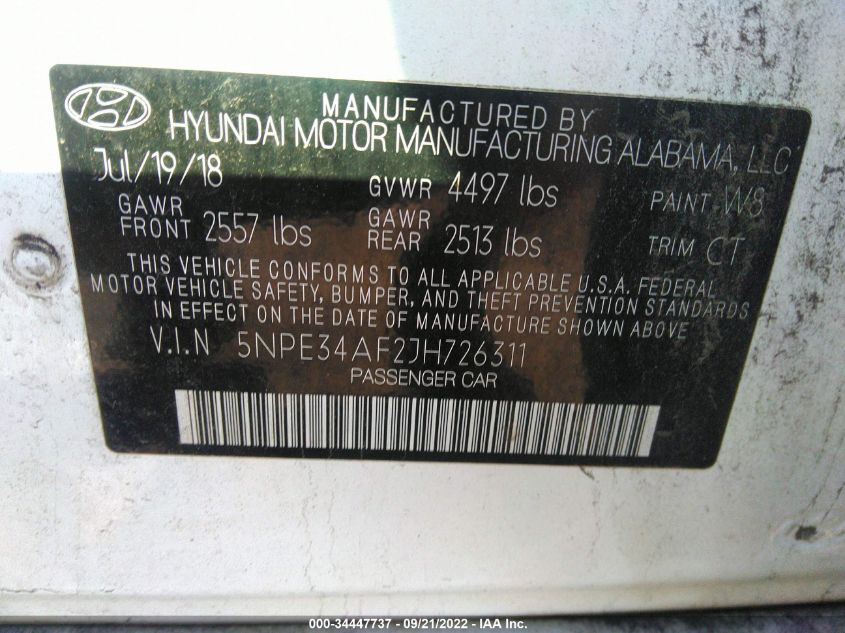 MANUFACTURED BY
HYUNDAI MOTOR MANUFACTURING ALABAMA, LLC
Jul/19/18 GVWR 4497 lbs PAINT W8
GAWR FRONT 2557 lbs GAWR REAR 2513 lbs TRIM CT
THIS VEHICLE CONFORMS TO ALL APPLICABLE U.S.A. FEDERAL
MOTOR VEHICLE SAFETY, BUMPER, AND THEFT PREVENTION STANDARDS
IN EFFECT ON THE DATE OF MANUFACTURE SHOWN ABOVE
V.I.N 5NPE34AF2JH726311
PASSENGER CAR
000-34447737 - 09/21/2022 - IAA Inc.